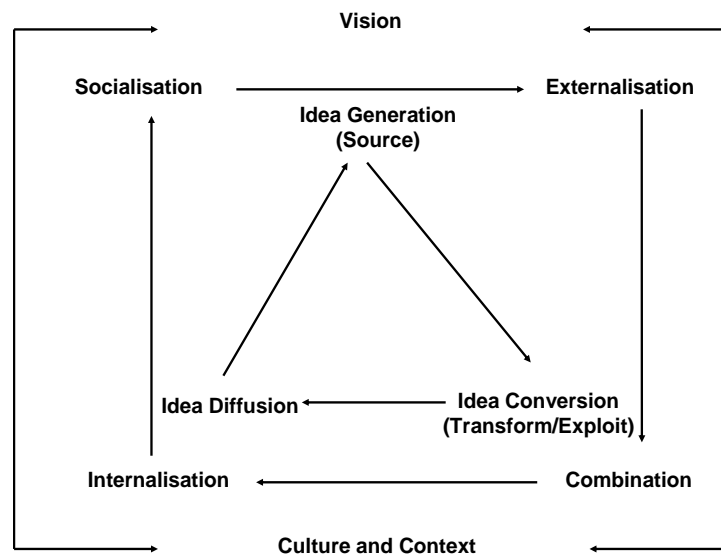 Vision
Socialisation
Externalisation
Idea Generation
(Source)
Idea Diffusion
Idea Conversion
(Transform/Exploit)
Internalisation
Combination
Culture and Context